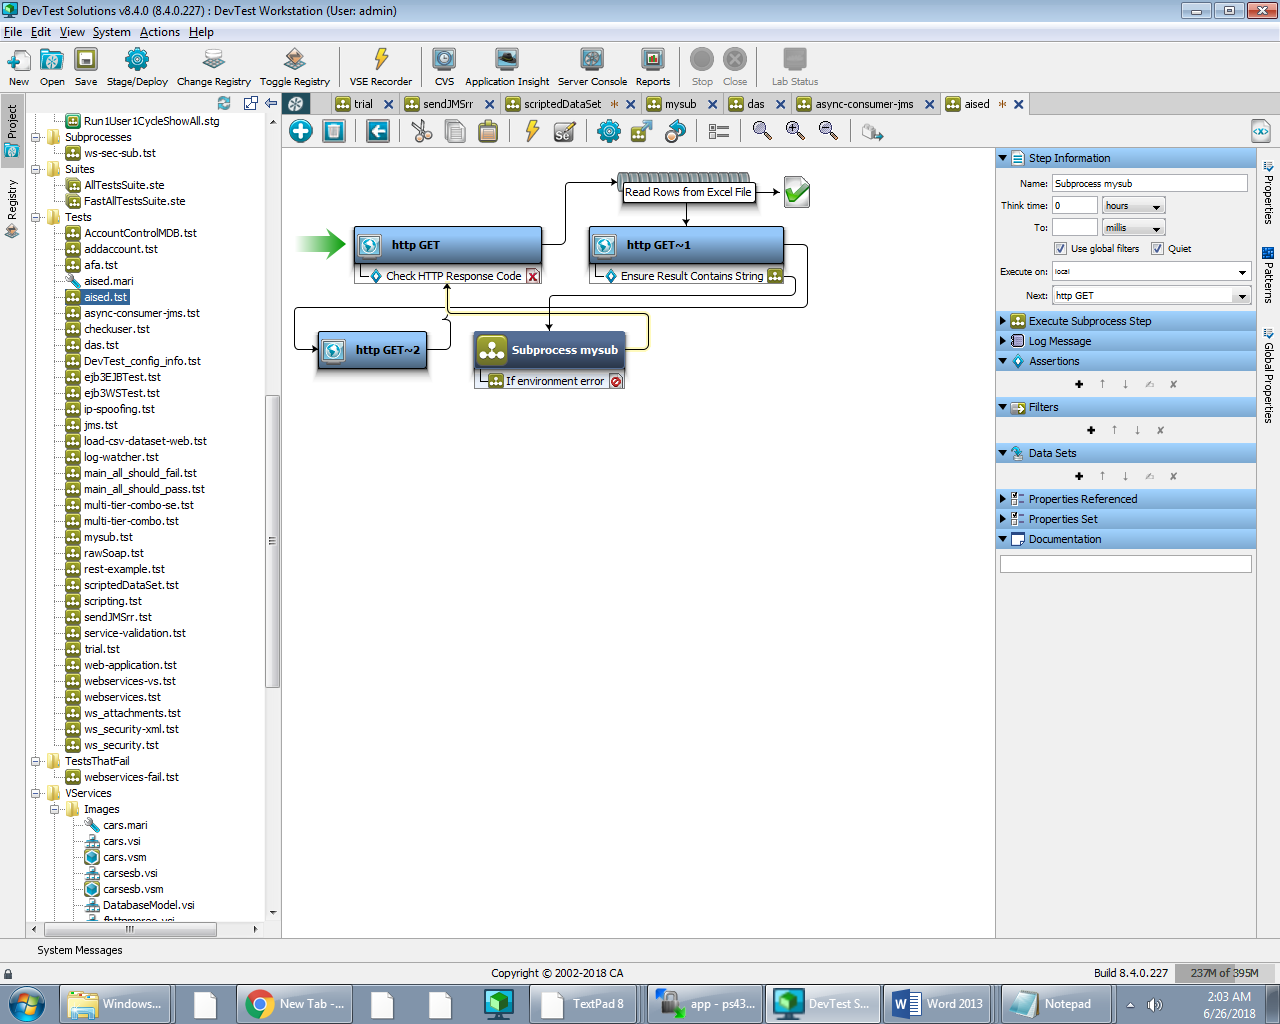 DevTest Solutions v8.4.0 (8.4.0.227) : DevTest Workstation (User: admin)
File Edit View System Actions Help
New Open Save Stage/Deploy Change Registry Toggle Registry VSE Recorder CVS Application Insight Server Console Reports Stop Close Lab Status
Project
Registry
trial sendJMSrr scriptedDataSet * mysub das async-consumer-jms aised *
Run1User1CycleShowAll.stg
Subprocesses
ws-sec-sub.tst
Suites
AllTestsSuite.ste
FastAllTestsSuite.ste
Tests
AccountControlMDB.tst
addaccount.tst
afa.tst
aised.mari
aised.tst
async-consumer-jms.tst
checkuser.tst
das.tst
DevTest_config_info.tst
ejb3EJBTest.tst
ejb3WSTest.tst
ip-spoofing.tst
jms.tst
load-csv-dataset-web.tst
log-watcher.tst
main_all_should_fail.tst
main_all_should_pass.tst
multi-tier-combo-se.tst
multi-tier-combo.tst
mysub.tst
rawSoap.tst
rest-example.tst
scriptedDataSet.tst
scripting.tst
sendJMSrr.tst
service-validation.tst
trial.tst
web-application.tst
webservices-vs.tst
webservices.tst
ws_attachments.tst
ws_security-xml.tst
ws_security.tst
TestsThatFail
webservices-fail.tst
VServices
Images
cars.mari
cars.vsi
cars.vsm
carsesb.vsi
carsesb.vsm
DatabaseModel.vsi
Read Rows from Excel File
http GET
Check HTTP Response Code
http GET~1
Ensure Result Contains String
http GET~2
Subprocess mysub
If environment error
Step Information
Name: Subprocess mysub
Think time: 0 hours
To: millis
Use global filters Quiet
Execute on: local
Next: http GET
Execute Subprocess Step
Log Message
Assertions
Filters
Data Sets
Properties Referenced
Properties Set
Documentation
Properties
Patterns
Global Properties
System Messages
Copyright © 2002-2018 CA
Build 8.4.0.227 237M of 395M
Windows... New Tab -... TextPad 8 app - ps43... DevTest S... Word 2013 Notepad
2:03 AM
6/26/2018